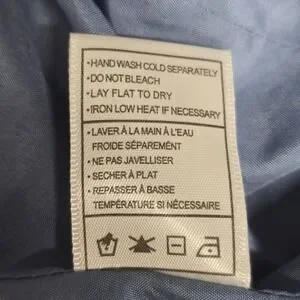 •HAND WASH COLD SEPARATELY
•DO NOT BLEACH
•LAY FLAT TO DRY
•IRON LOW HEAT IF NECESSARY
•LAVER À LA MAIN À L'EAU
FROIDE SÉPARÉMENT
•NE PAS JAVELLISER
•SECHER À PLAT
•REPASSER À BASSE
TEMPÉRATURE SI NÉCESSAIRE